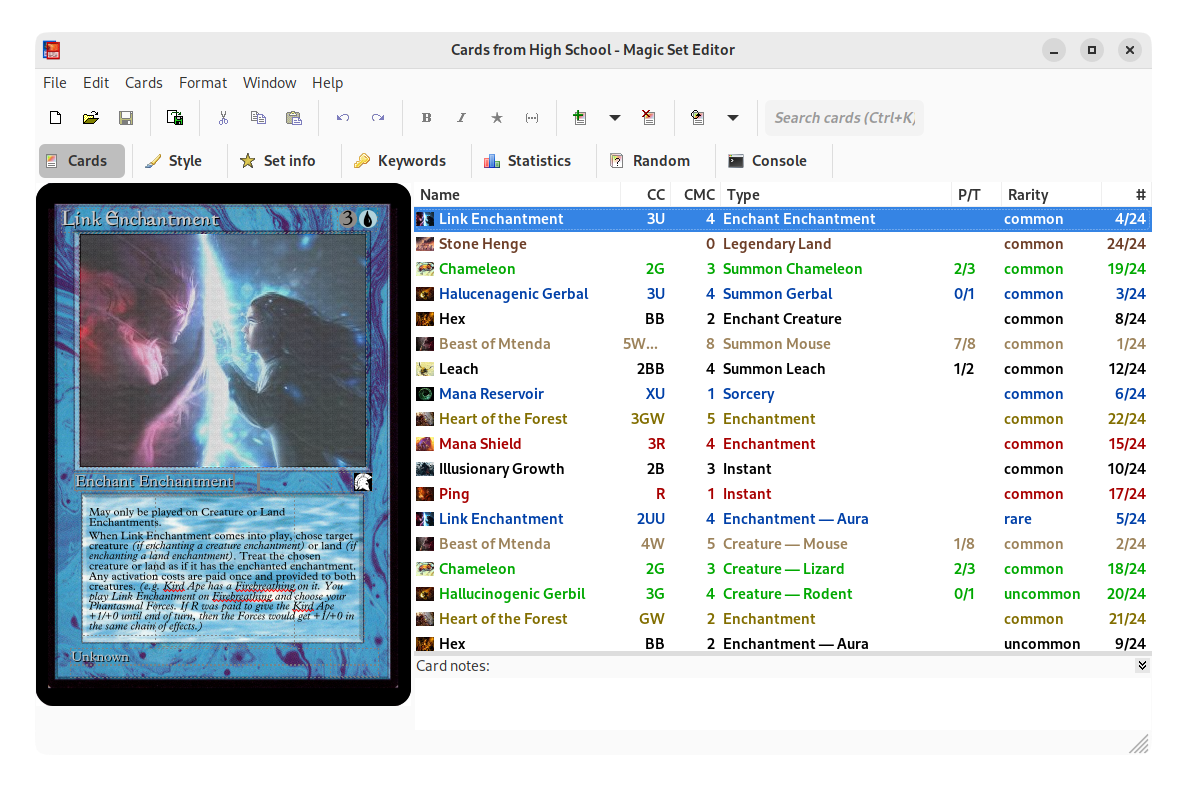 Cards from High School - Magic Set Editor
File Edit Cards Format Window Help
B I Search cards (Ctrl+K)
Cards Style Set info Keywords Statistics Random Console
Name CC CMC Type P/T Rarity #
Link Enchantment 3U 4 Enchant Enchantment common 4/24
Stone Henge 0 Legendary Land common 24/24
Chameleon 2G 3 Summon Chameleon 2/3 common 19/24
Halucenagenic Gerbal 3U 4 Summon Gerbal 0/1 common 3/24
Hex BB 2 Enchant Creature common 8/24
Beast of Mtenda 5W... 8 Summon Mouse 7/8 common 1/24
Leach 2BB 4 Summon Leach 1/2 common 12/24
Mana Reservoir XU 1 Sorcery common 6/24
Heart of the Forest 3GW 5 Enchantment common 22/24
Mana Shield 3R 4 Enchantment common 15/24
Illusionary Growth 2B 3 Instant common 10/24
Ping R 1 Instant common 17/24
Link Enchantment 2UU 4 Enchantment — Aura rare 5/24
Beast of Mtenda 4W 5 Creature — Mouse 1/8 common 2/24
Chameleon 2G 3 Creature — Lizard 2/3 common 18/24
Hallucinogenic Gerbil 3G 4 Creature — Rodent 0/1 uncommon 20/24
Heart of the Forest GW 2 Enchantment common 21/24
Hex BB 2 Enchantment — Aura uncommon 9/24
Card notes:
Link Enchantment 3
Enchant Enchantment
May only be played on Creature or Land
Enchantments.
When Link Enchantment comes into play, chose target
creature (if enchanting a creature enchantment) or land (if
enchanting a land enchantment). Treat the chosen
creature or land as if it has the enchanted enchantment.
Any activation costs are paid once and provided to both
creatures. (e.g. Kird Ape has a Firebreathing on it. You
play Link Enchantment on Firebreathing and choose your
Phantasmal Forces. If R was paid to give the Kird Ape
+1/+0 until end of turn, then the Forces would get +1/+0 in
the same chain of effects.)
Unknown